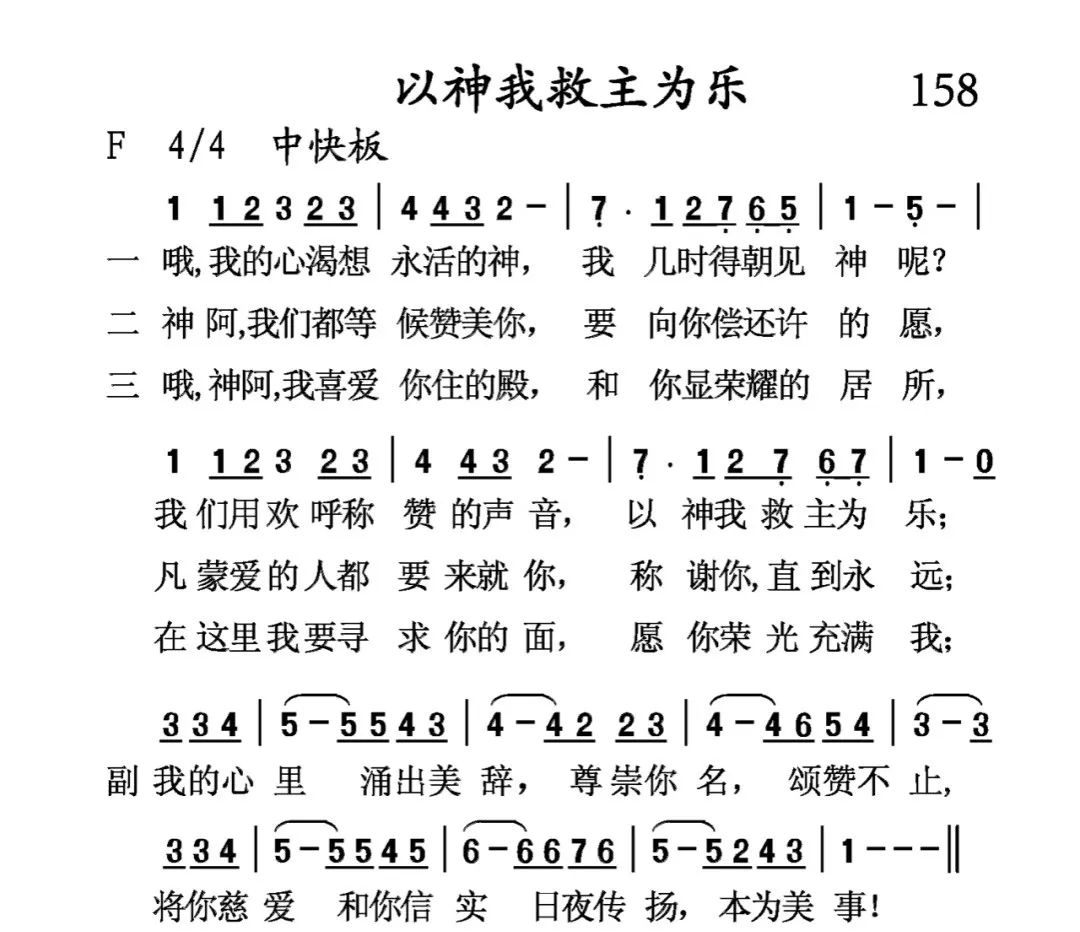 以神我救主为乐 158
F 4/4 中快板
1 1 2 3 2 3 | 4 4 3 2 - | 7 . 1 2 7 6 5 | 1 - 5 - |
一 哦,我的心渴想 永活的神, 我 几时得朝见 神 呢?
二 神 阿,我们都等 候赞美你, 要 向你偿还许 的 愿,
三 哦,神阿,我喜爱 你住的殿, 和 你显荣耀的 居 所,
1 1 2 3 2 3 | 4 4 3 2 - | 7 . 1 2 7 6 7 | 1 - 0
我 们用欢 呼称 赞 的声 音, 以 神我 救 主为 乐;
凡 蒙爱的人都 要 来就 你, 称 谢你,直 到永 远;
在 这里我要寻 求 你的 面, 愿 你荣 光 充满 我;
3 3 4 | 5 - 5 5 4 3 | 4 - 4 2 2 3 | 4 - 4 6 5 4 | 3 - 3
副 我的心 里 涌出美 辞, 尊崇你 名, 颂赞不 止,
3 3 4 | 5 - 5 5 4 5 | 6 - 6 6 7 6 | 5 - 5 2 4 3 | 1 - - - ‖
将你慈 爱 和你信 实 日夜传 扬, 本为美 事!